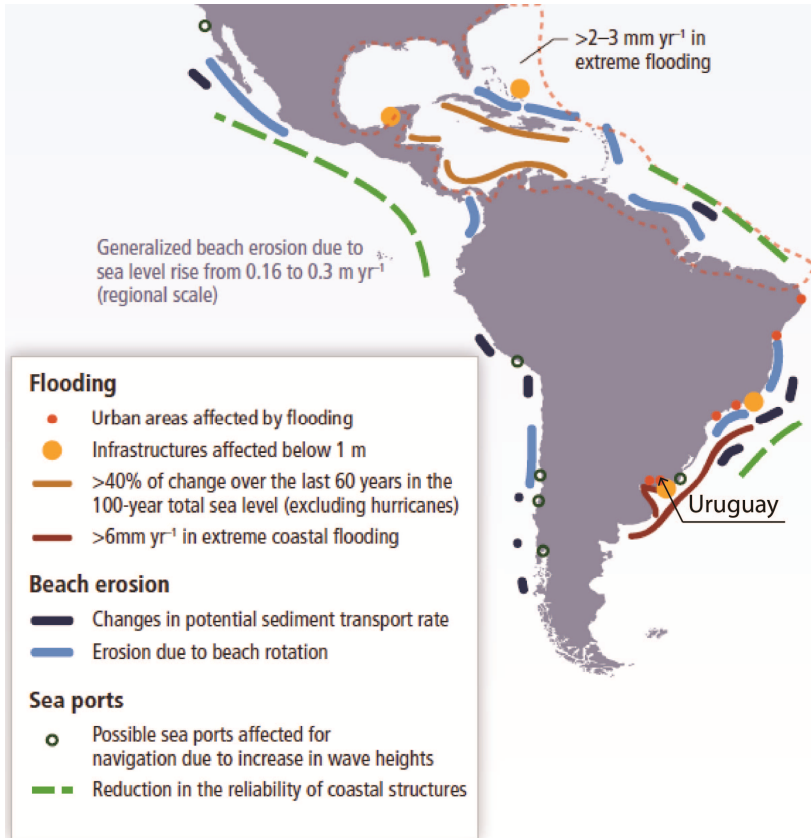 >2–3 mm yr⁻¹ in
extreme flooding
Generalized beach erosion due to
sea level rise from 0.16 to 0.3 m yr⁻¹
(regional scale)
Uruguay
Flooding
Urban areas affected by flooding
Infrastructures affected below 1 m
>40% of change over the last 60 years in the
100-year total sea level (excluding hurricanes)
>6mm yr⁻¹ in extreme coastal flooding
Beach erosion
Changes in potential sediment transport rate
Erosion due to beach rotation
Sea ports
Possible sea ports affected for
navigation due to increase in wave heights
Reduction in the reliability of coastal structures